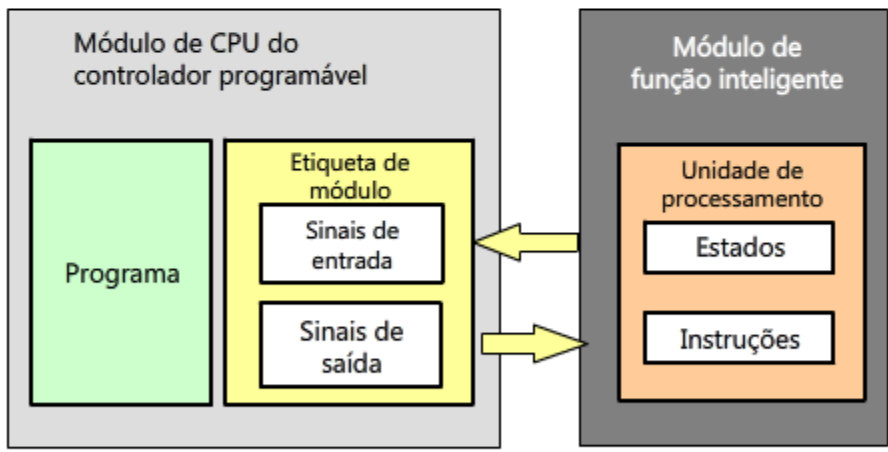 Módulo de CPU do
controlador programável
Programa
Etiqueta de
módulo
Sinais de
entrada
Sinais de
saída
Módulo de
função inteligente
Unidade de
processamento
Estados
Instruções